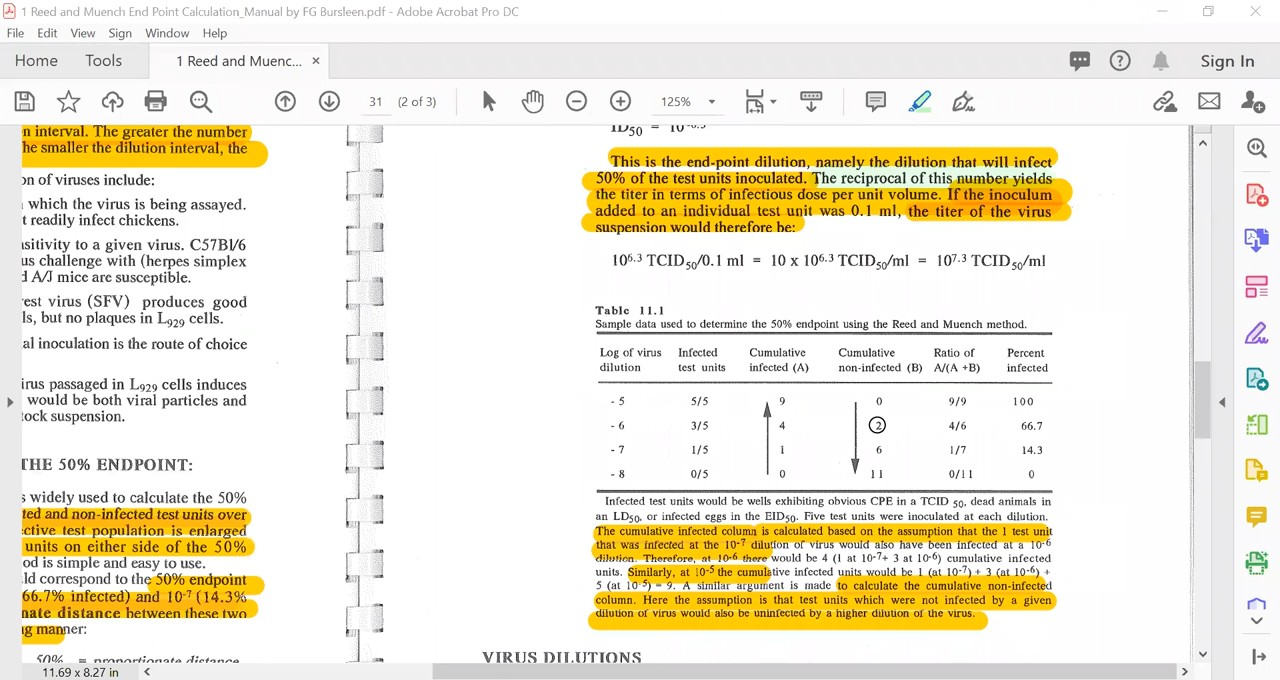 1 Reed and Muench End Point Calculation_Manual by FG Bursleen.pdf - Adobe Acrobat Pro DC
File Edit View Sign Window Help
Home Tools 1 Reed and Muenc... × Sign In
31 (2 of 3) 125%
n interval. The greater the number
he smaller the dilution interval, the
on of viruses include:
which the virus is being assayed.
t readily infect chickens.
sitivity to a given virus. C57Bl/6
us challenge with (herpes simplex
d A/J mice are susceptible.
rest virus (SFV) produces good
ls, but no plaques in L929 cells.
al inoculation is the route of choice
irus passaged in L929 cells induces
would be both viral particles and
tock suspension.
THE 50% ENDPOINT:
s widely used to calculate the 50%
ted and non-infected test units over
ective test population is enlarged
units on either side of the 50%
od is simple and easy to use.
ld correspond to the 50% endpoint
66.7% infected) and 10-7 (14.3%
nate distance between these two
ng manner:
50% = proportionate distance
11.69 x 8.27 in
ID50 = 10-6.3
This is the end-point dilution, namely the dilution that will infect
50% of the test units inoculated. The reciprocal of this number yields
the titer in terms of infectious dose per unit volume. If the inoculum
added to an individual test unit was 0.1 ml, the titer of the virus
suspension would therefore be:
10^6.3 TCID50/0.1 ml = 10 x 10^6.3 TCID50/ml = 10^7.3 TCID50/ml
Table 11.1
Sample data used to determine the 50% endpoint using the Reed and Muench method.
Log of virus Infected Cumulative Cumulative Ratio of Percent
dilution test units infected (A) non-infected (B) A/(A +B) infected
- 5 5/5 9 0 9/9 100
- 6 3/5 4 2 4/6 66.7
- 7 1/5 1 6 1/7 14.3
- 8 0/5 0 11 0/11 0
Infected test units would be wells exhibiting obvious CPE in a TCID 50, dead animals in
an LD50, or infected eggs in the EID50. Five test units were inoculated at each dilution.
The cumulative infected column is calculated based on the assumption that the 1 test unit
that was infected at the 10-7 dilution of virus would also have been infected at a 10-6
dilution. Therefore, at 10-6 there would be 4 (1 at 10-7+ 3 at 10-6) cumulative infected
units. Similarly, at 10-5 the cumulative infected units would be 1 (at 10-7) + 3 (at 10-6) +
5 (at 10-5) = 9. A similar argument is made to calculate the cumulative non-infected
column. Here the assumption is that test units which were not infected by a given
dilution of virus would also be uninfected by a higher dilution of the virus.
VIRUS DILUTIONS